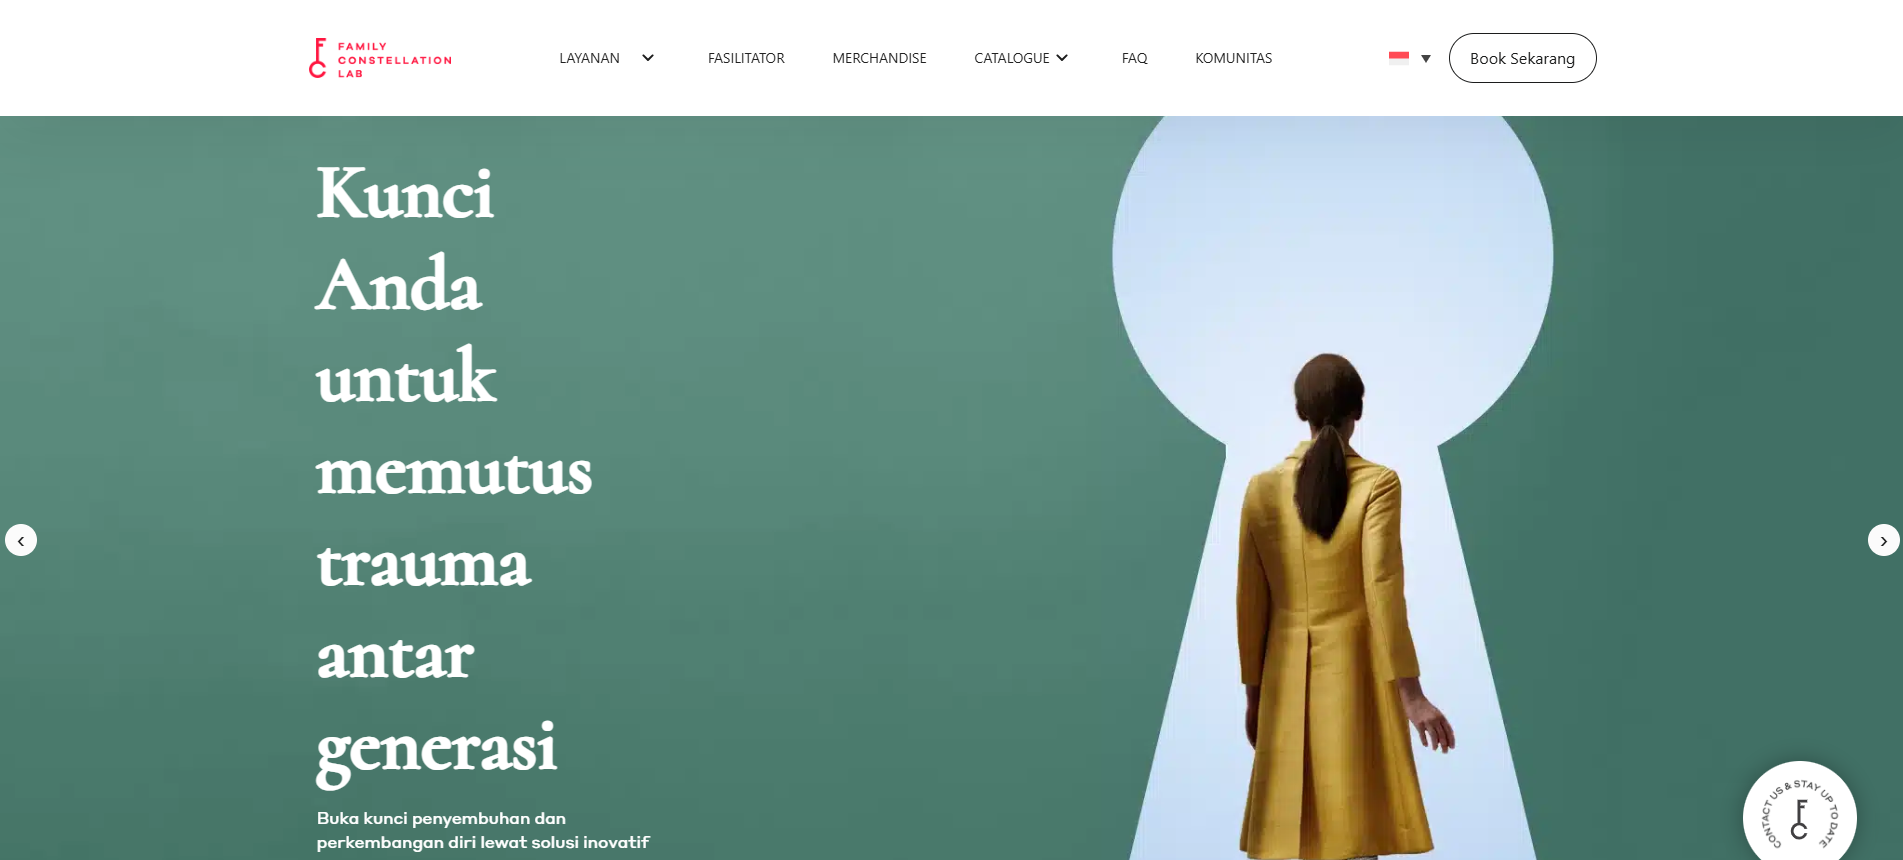 FAMILY
CONSTELLATION
LAB
LAYANAN
FASILITATOR
MERCHANDISE
CATALOGUE
FAQ
KOMUNITAS
Book Sekarang
Kunci
Anda
untuk
memutus
trauma
antar
generasi
Buka kunci penyembuhan dan
perkembangan diri lewat solusi inovatif
CONTACT US & STAY UP TO DATE